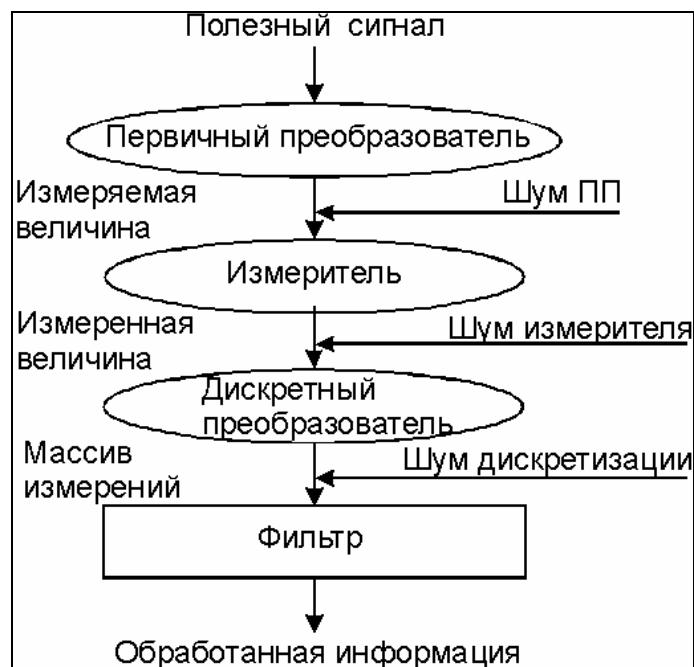 Полезный сигнал
Первичный преобразователь
Измеряемая
величина
Шум ПП
Измеритель
Измеренная
величина
Шум измерителя
Дискретный
преобразователь
Массив
измерений
Шум дискретизации
Фильтр
Обработанная информация